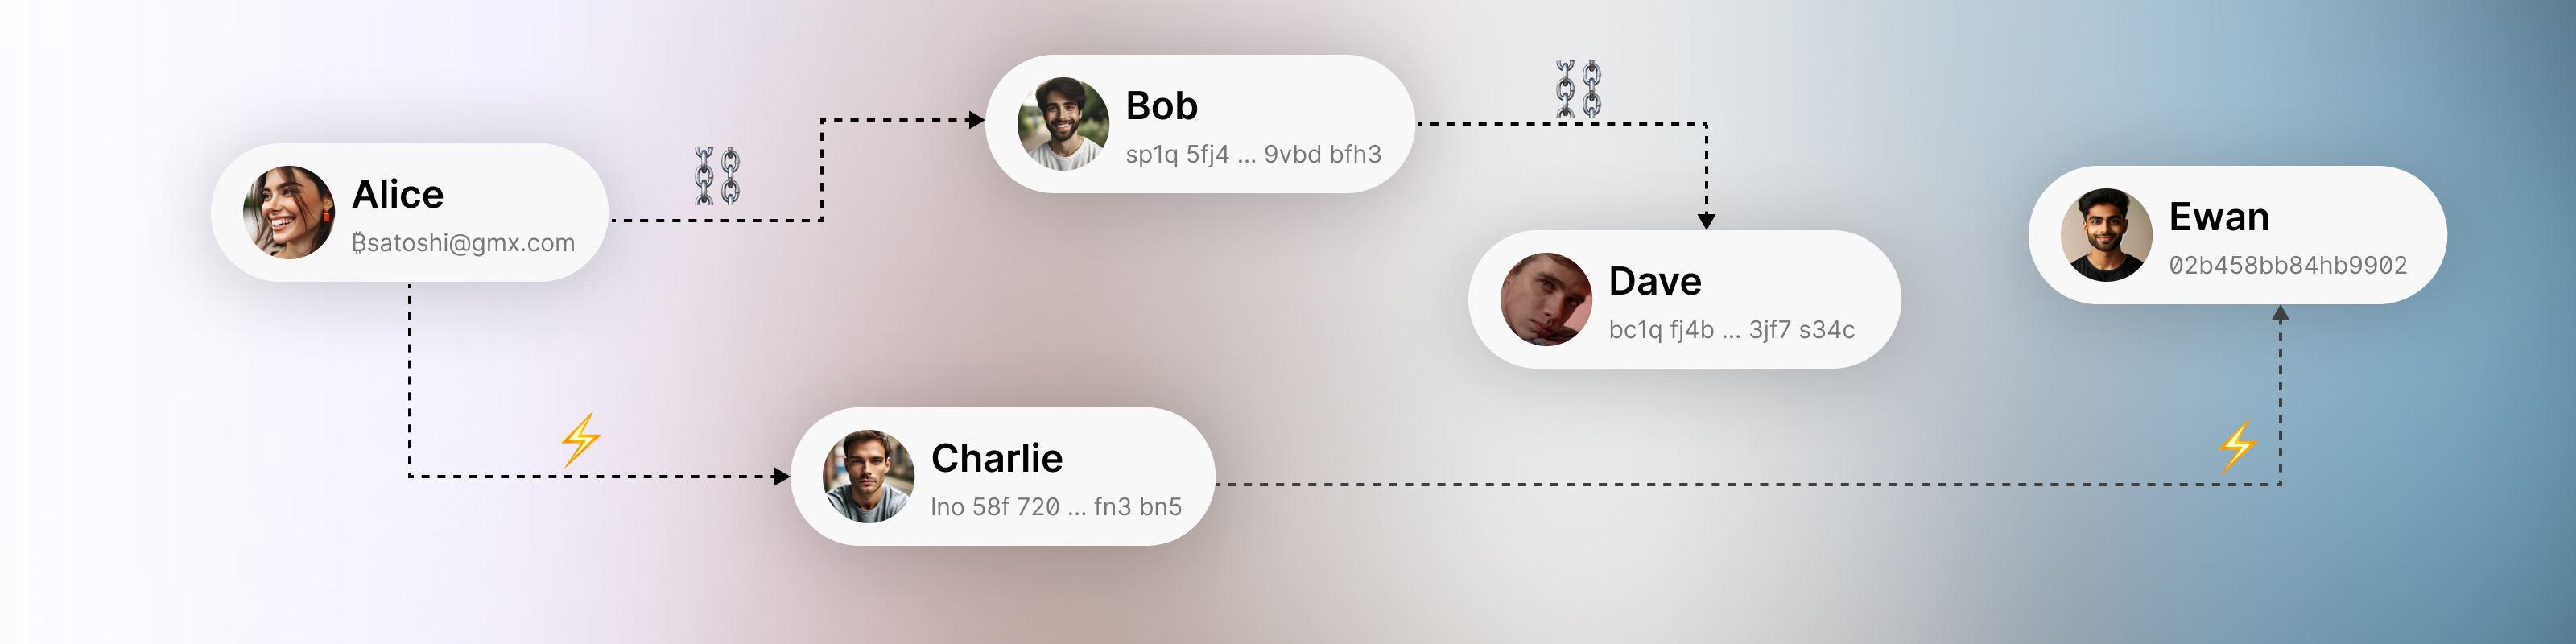 Alice
₿satoshi@gmx.com
Bob
sp1q 5fj4 ... 9vbd bfh3
Charlie
lno 58f 720 ... fn3 bn5
Dave
bc1q fj4b ... 3jf7 s34c
Ewan
02b458bb84hb9902